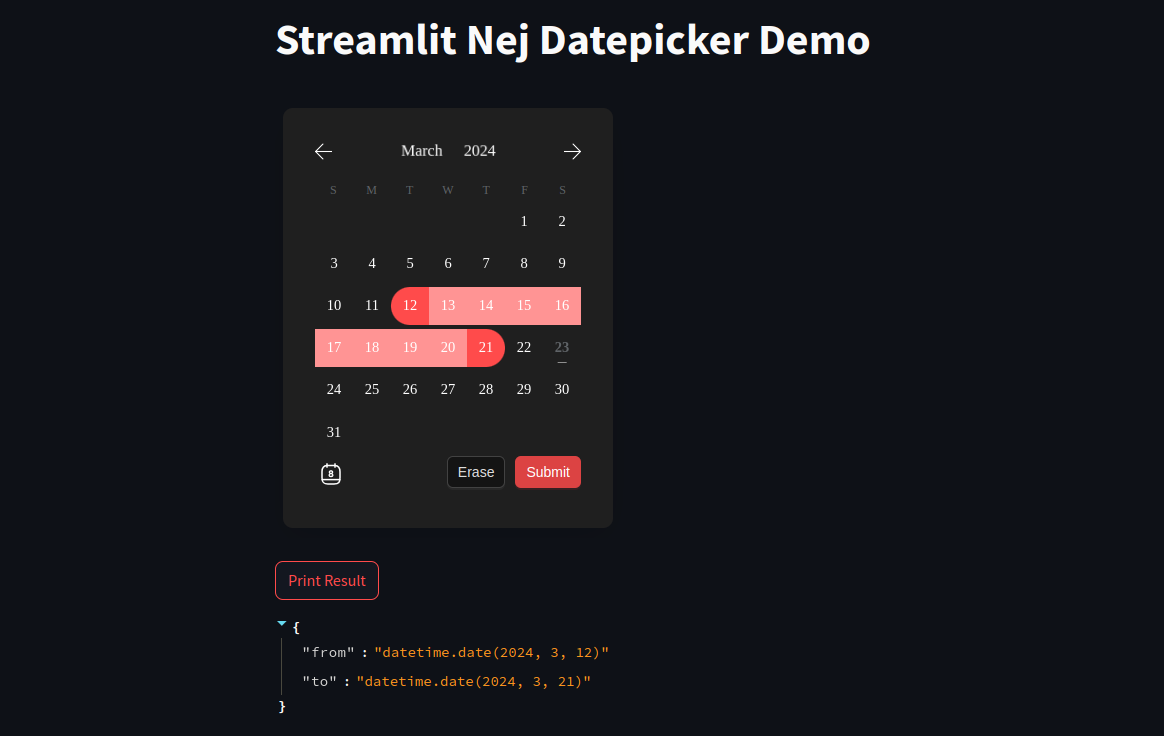 Streamlit Nej Datepicker Demo
March 2024
S M T W T F S
1 2
3 4 5 6 7 8 9
10 11 12 13 14 15 16
17 18 19 20 21 22 23
24 25 26 27 28 29 30
31
8 Erase Submit
Print Result
{
"from" : "datetime.date(2024, 3, 12)"
"to" : "datetime.date(2024, 3, 21)"
}